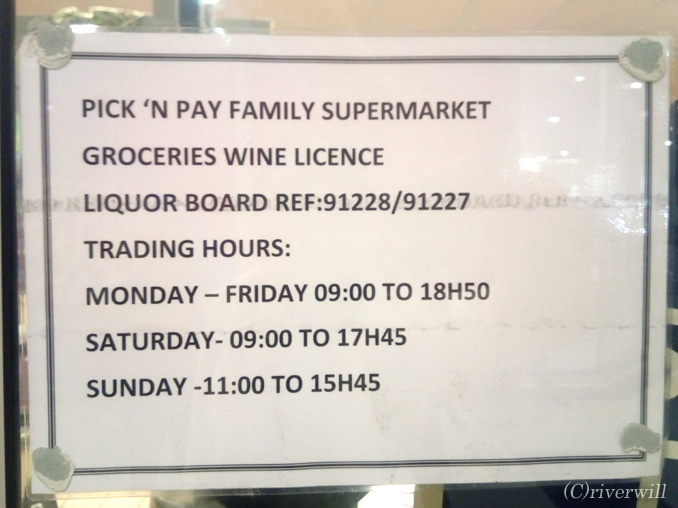 PICK ‘N PAY FAMILY SUPERMARKET
GROCERIES WINE LICENCE
LIQUOR BOARD REF:91228/91227
TRADING HOURS:
MONDAY – FRIDAY 09:00 TO 18H50
SATURDAY- 09:00 TO 17H45
SUNDAY -11:00 TO 15H45
(C)riverwill